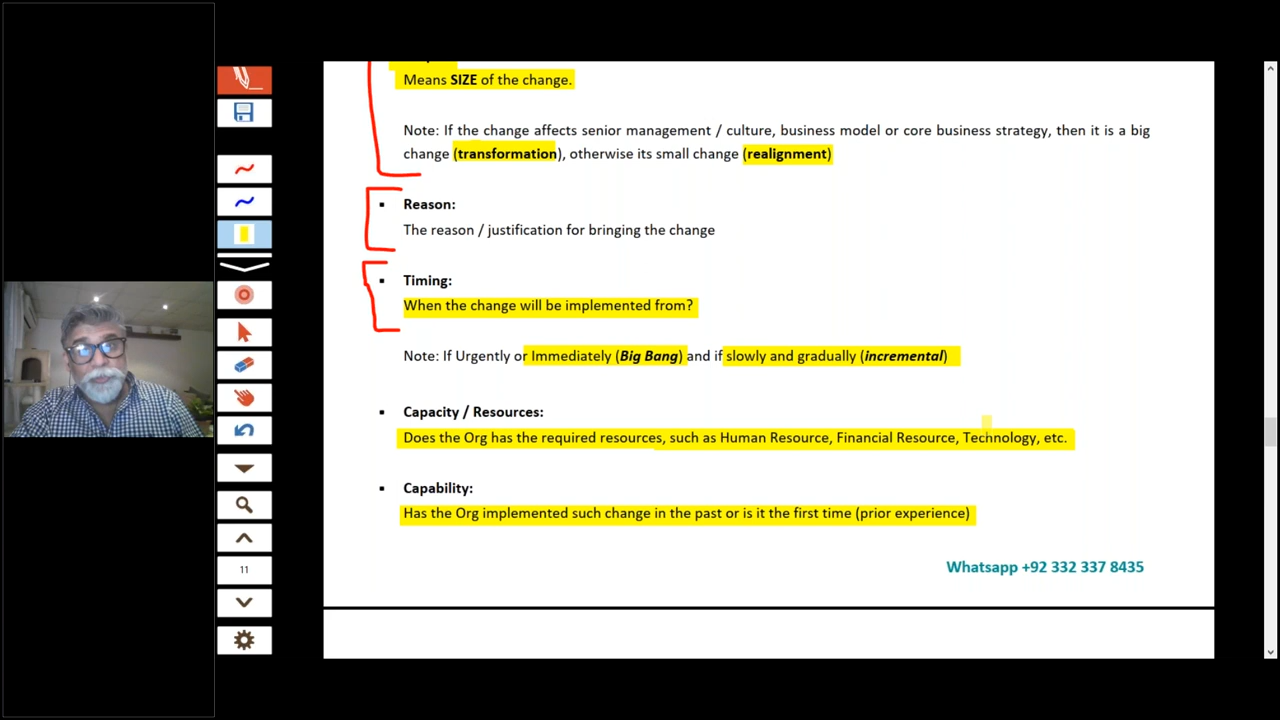 Means SIZE of the change.
Note: If the change affects senior management / culture, business model or core business strategy, then it is a big
change (transformation), otherwise its small change (realignment)
▪ Reason:
The reason / justification for bringing the change
▪ Timing:
When the change will be implemented from?
Note: If Urgently or Immediately (Big Bang) and if slowly and gradually (incremental)
▪ Capacity / Resources:
Does the Org has the required resources, such as Human Resource, Financial Resource, Technology, etc.
▪ Capability:
Has the Org implemented such change in the past or is it the first time (prior experience)
Whatsapp +92 332 337 8435
11